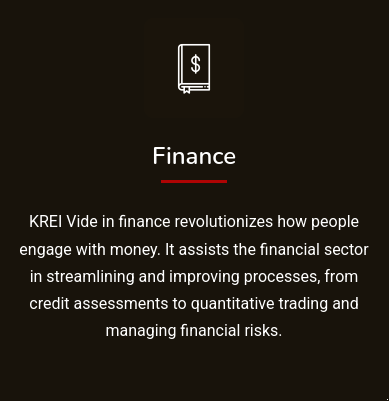 $
Finance
KREI Vide in finance revolutionizes how people
engage with money. It assists the financial sector
in streamlining and improving processes, from
credit assessments to quantitative trading and
managing financial risks.